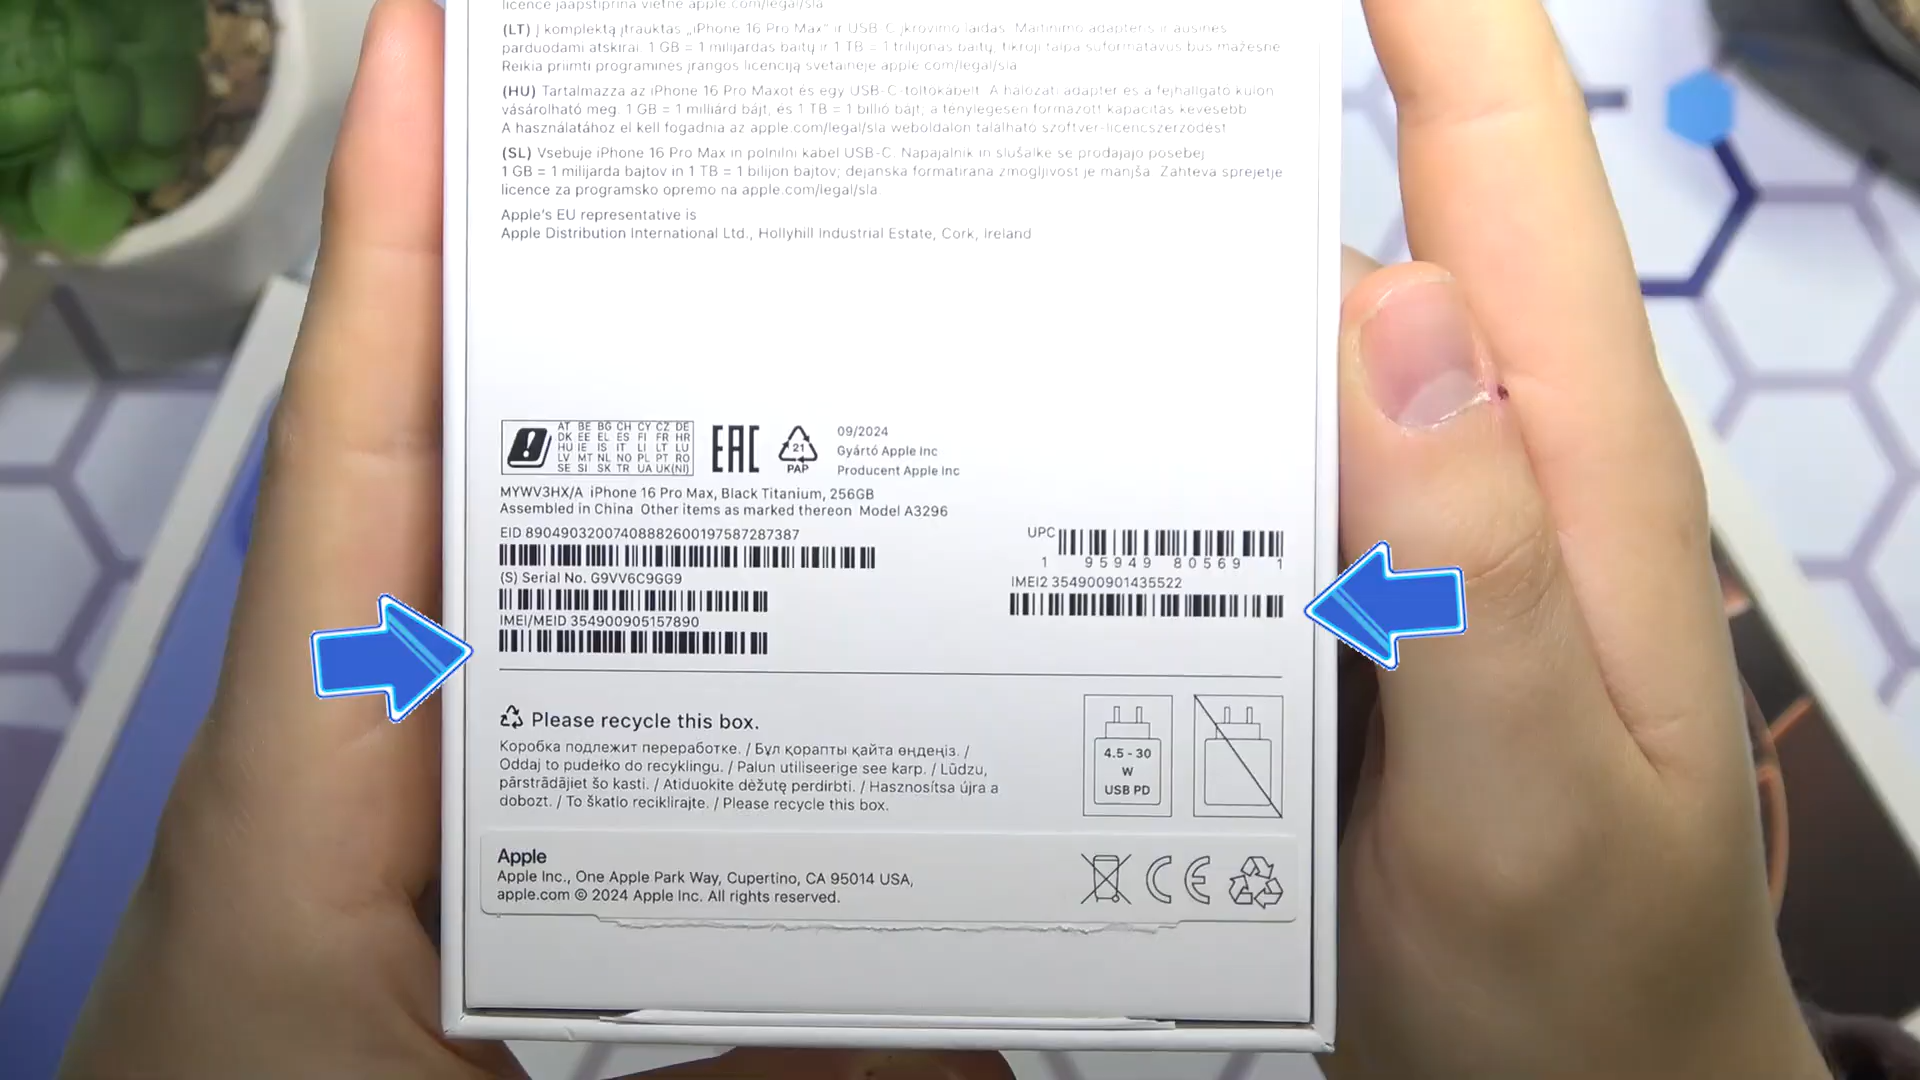 licence jāapstiprina vietnē apple.com/legal/sla
(LT) Į komplektą įtrauktas „iPhone 16 Pro Max“ ir USB-C įkrovimo laidas. Maitinimo adapteris ir ausinės
parduodami atskirai. 1 GB = 1 milijardas baitų ir 1 TB = 1 trilijonas baitų; tikroji talpa suformatavus bus mažesnė.
Reikia priimti programinės įrangos licenciją svetainėje apple.com/legal/sla
(HU) Tartalmazza az iPhone 16 Pro Maxot és egy USB-C-töltőkábelt. A hálózati adapter és a fejhallgató külön
vásárolható meg. 1 GB = 1 milliárd bájt, és 1 TB = 1 billió bájt; a ténylegesen formázott kapacitás kevesebb.
A használatához el kell fogadnia az apple.com/legal/sla weboldalon található szoftver-licencszerződést.
(SL) Vsebuje iPhone 16 Pro Max in polnilni kabel USB-C. Napajalnik in slušalke se prodajajo posebej.
1 GB = 1 milijarda bajtov in 1 TB = 1 bilijon bajtov; dejanska formatirana zmogljivost je manjša. Zahteva sprejetje
licence za programsko opremo na apple.com/legal/sla.
Apple's EU representative is
Apple Distribution International Ltd., Hollyhill Industrial Estate, Cork, Ireland
AT BE BG CH CY CZ DE
DK EE EL ES FI FR HR
HU IE IS IT LI LT LU
LV MT NL NO PL PT RO
SE SI SK TR UA UK(NI)
EAC
21
PAP
09/2024
Gyártó Apple Inc
Producent Apple Inc
MYWV3HX/A iPhone 16 Pro Max, Black Titanium, 256GB
Assembled in China Other items as marked thereon Model A3296
EID 89049032007408882600197587287387
UPC
1 95949 80569 1
(S) Serial No. G9VV6C9GG9
IMEI2 354900901435522
IMEI/MEID 354900905157890
Please recycle this box.
Коробка подлежит переработке. / Бұл қорапты қайта өңдеңіз. /
Oddaj to pudełko do recyklingu. / Palun utiliseerige see karp. / Lūdzu,
pārstrādājiet šo kasti. / Atiduokite dėžutę perdirbti. / Hasznosítsa újra a
dobozt. / To škatlo reciklirajte. / Please recycle this box.
4.5 - 30
W
USB PD
Apple
Apple Inc., One Apple Park Way, Cupertino, CA 95014 USA,
apple.com © 2024 Apple Inc. All rights reserved.
CE